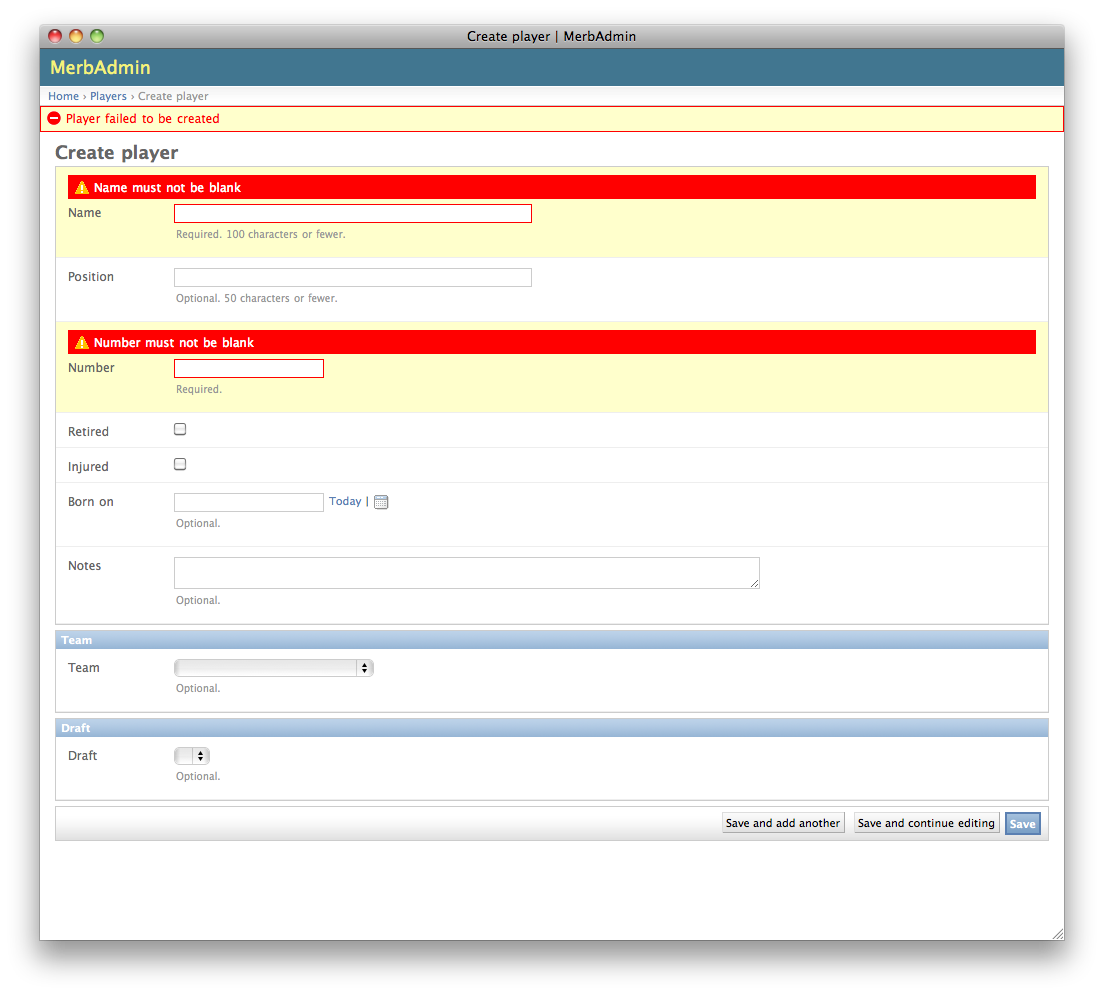 Create player | MerbAdmin
MerbAdmin
Home › Players › Create player
Player failed to be created
Create player
Name must not be blank
Name
Required. 100 characters or fewer.
Position
Optional. 50 characters or fewer.
Number must not be blank
Number
Required.
Retired
Injured
Born on Today |
Optional.
Notes
Optional.
Team
Team
Optional.
Draft
Draft
Optional.
Save and add another Save and continue editing Save